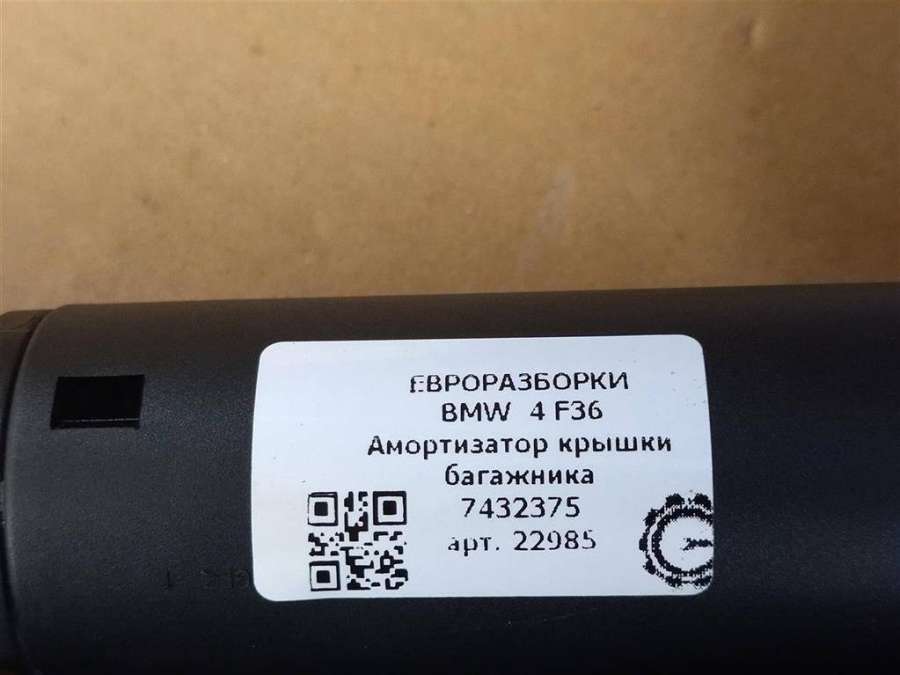 ЕВРОРАЗБОРКИ
BMW 4 F36
Амортизатор крышки
багажника
7432375
арт. 22985